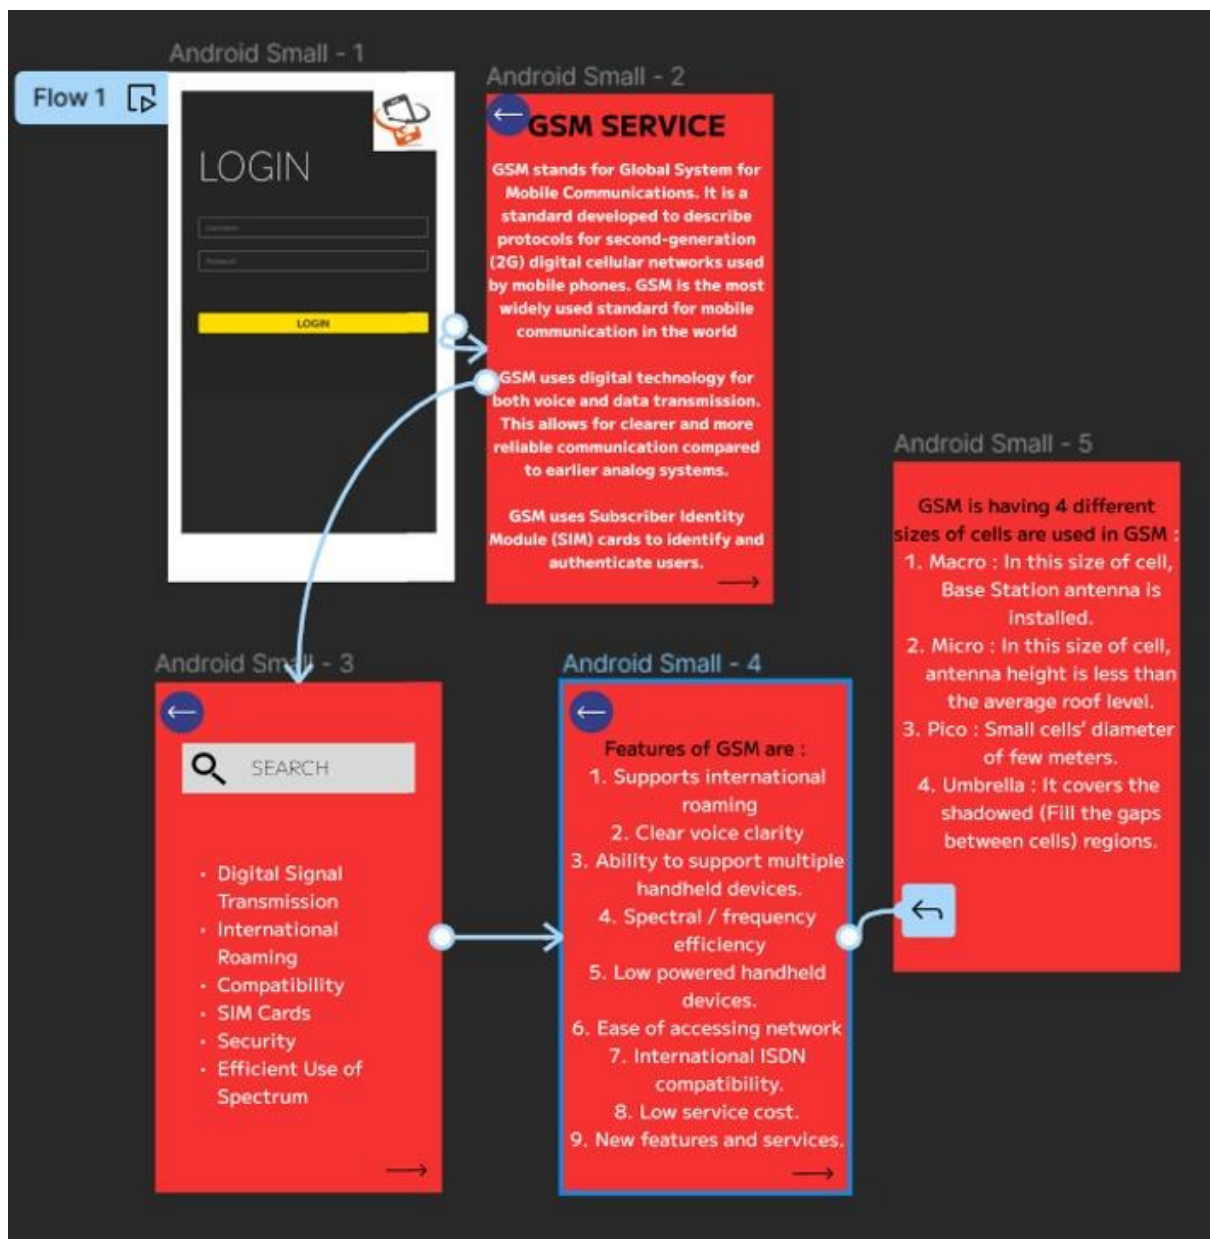 Android Small - 1
Flow 1
LOGIN
Username
Password
LOGIN
Android Small - 2
GSM SERVICE
GSM stands for Global System for
Mobile Communications. It is a
standard developed to describe
protocols for second-generation
(2G) digital cellular networks used
by mobile phones. GSM is the most
widely used standard for mobile
communication in the world
GSM uses digital technology for
both voice and data transmission.
This allows for clearer and more
reliable communication compared
to earlier analog systems.
GSM uses Subscriber Identity
Module (SIM) cards to identify and
authenticate users.
Android Small - 3
SEARCH
• Digital Signal
Transmission
• International
Roaming
• Compatibility
• SIM Cards
• Security
• Efficient Use of
Spectrum
Android Small - 4
Features of GSM are :
1. Supports international
roaming
2. Clear voice clarity
3. Ability to support multiple
handheld devices.
4. Spectral / frequency
efficiency
5. Low powered handheld
devices.
6. Ease of accessing network
7. International ISDN
compatibility.
8. Low service cost.
9. New features and services.
Android Small - 5
GSM is having 4 different
sizes of cells are used in GSM :
1. Macro : In this size of cell,
Base Station antenna is
installed.
2. Micro : In this size of cell,
antenna height is less than
the average roof level.
3. Pico : Small cells' diameter
of few meters.
4. Umbrella : It covers the
shadowed (Fill the gaps
between cells) regions.